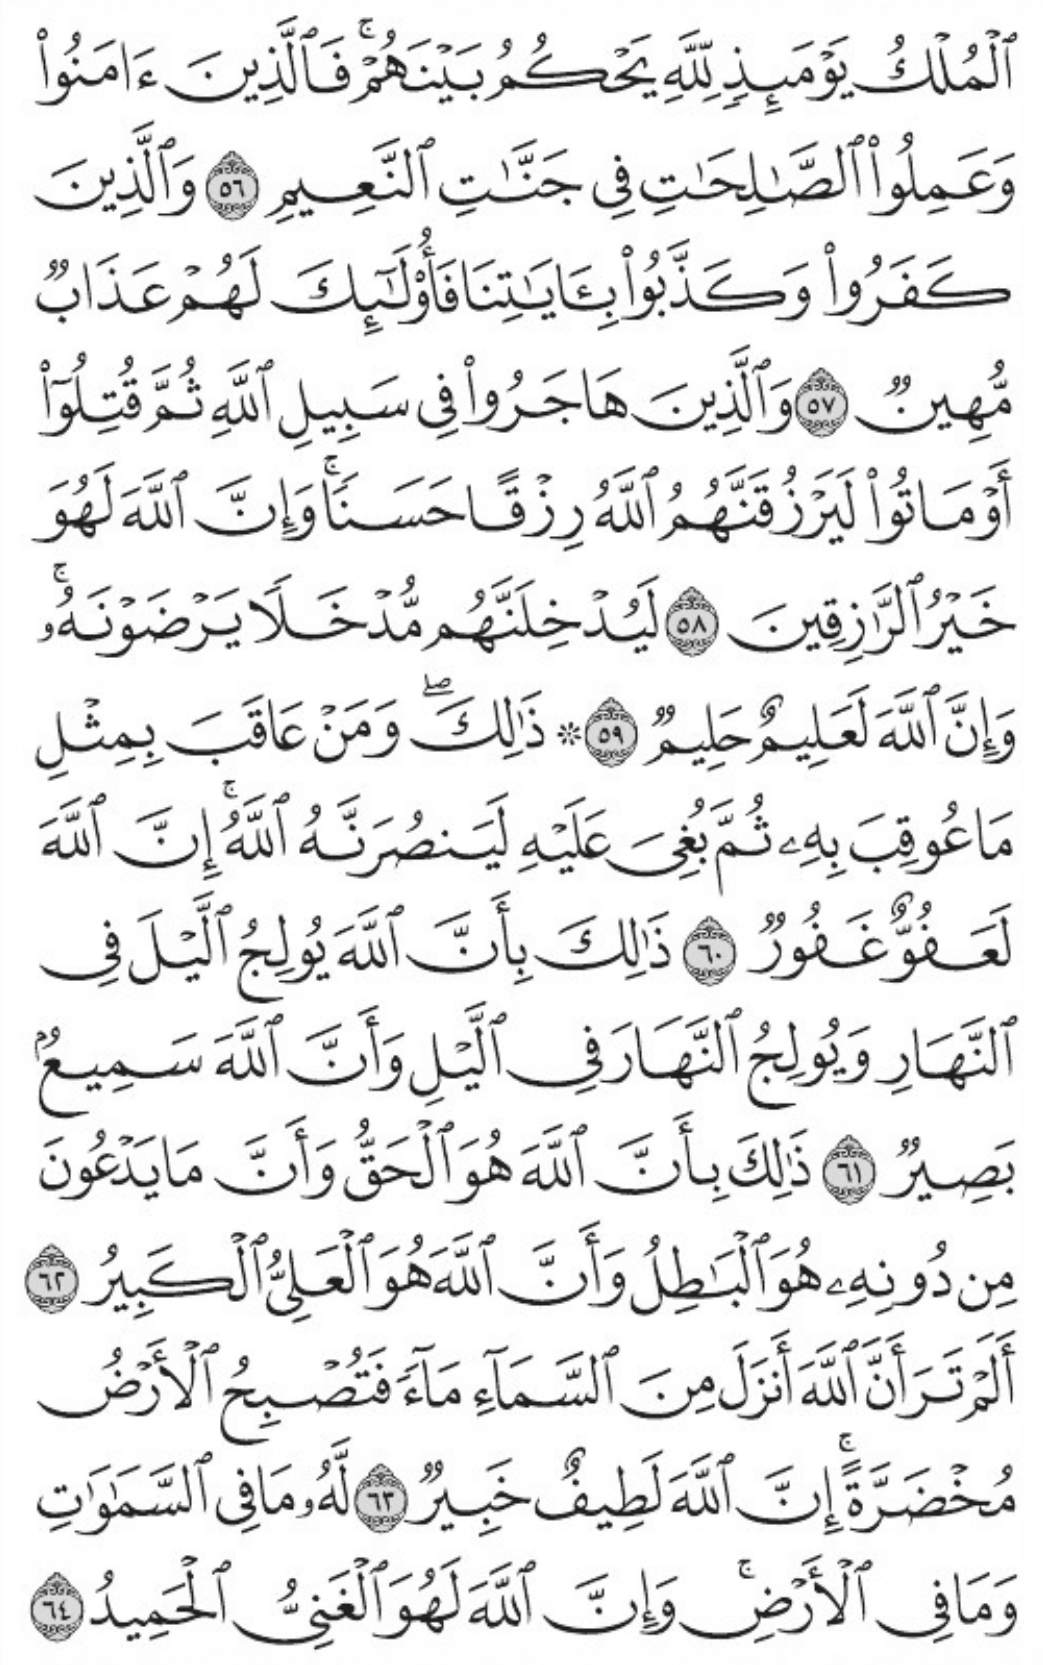 ٱلْمُلْكُ يَوْمَئِذٍ لِّلَّهِ يَحْكُمُ بَيْنَهُمْ ۚ فَٱلَّذِينَ ءَامَنُوا۟
وَعَمِلُوا۟ ٱلصَّـٰلِحَـٰتِ فِى جَنَّـٰتِ ٱلنَّعِيمِ ٥٦ وَٱلَّذِينَ
كَفَرُوا۟ وَكَذَّبُوا۟ بِـَٔايَـٰتِنَا فَأُو۟لَـٰٓئِكَ لَهُمْ عَذَابٌ
مُّهِينٌ ٥٧ وَٱلَّذِينَ هَاجَرُوا۟ فِى سَبِيلِ ٱللَّهِ ثُمَّ قُتِلُوٓا۟
أَوْ مَاتُوا۟ لَيَرْزُقَنَّهُمُ ٱللَّهُ رِزْقًا حَسَنًا ۚ وَإِنَّ ٱللَّهَ لَهُوَ
خَيْرُ ٱلرَّٰزِقِينَ ٥٨ لَيُدْخِلَنَّهُم مُّدْخَلًا يَرْضَوْنَهُۥ ۚ
وَإِنَّ ٱللَّهَ لَعَلِيمٌ حَلِيمٌ ٥٩ ۞ ذَٰلِكَ ۖ وَمَنْ عَاقَبَ بِمِثْلِ
مَا عُوقِبَ بِهِۦ ثُمَّ بُغِىَ عَلَيْهِ لَيَنصُرَنَّهُ ٱللَّهُ ۚ إِنَّ ٱللَّهَ
لَعَفُوٌّ غَفُورٌ ٦٠ ذَٰلِكَ بِأَنَّ ٱللَّهَ يُولِجُ ٱلَّيْلَ فِى
ٱلنَّهَارِ وَيُولِجُ ٱلنَّهَارَ فِى ٱلَّيْلِ وَأَنَّ ٱللَّهَ سَمِيعٌۢ
بَصِيرٌ ٦١ ذَٰلِكَ بِأَنَّ ٱللَّهَ هُوَ ٱلْحَقُّ وَأَنَّ مَا يَدْعُونَ
مِن دُونِهِۦ هُوَ ٱلْبَـٰطِلُ وَأَنَّ ٱللَّهَ هُوَ ٱلْعَلِىُّ ٱلْكَبِيرُ ٦٢
أَلَمْ تَرَ أَنَّ ٱللَّهَ أَنزَلَ مِنَ ٱلسَّمَآءِ مَآءً فَتُصْبِحُ ٱلْأَرْضُ
مُخْضَرَّةً ۗ إِنَّ ٱللَّهَ لَطِيفٌ خَبِيرٌ ٦٣ لَّهُۥ مَا فِى ٱلسَّمَـٰوَٰتِ
وَمَا فِى ٱلْأَرْضِ ۗ وَإِنَّ ٱللَّهَ لَهُوَ ٱلْغَنِىُّ ٱلْحَمِيدُ ٦٤